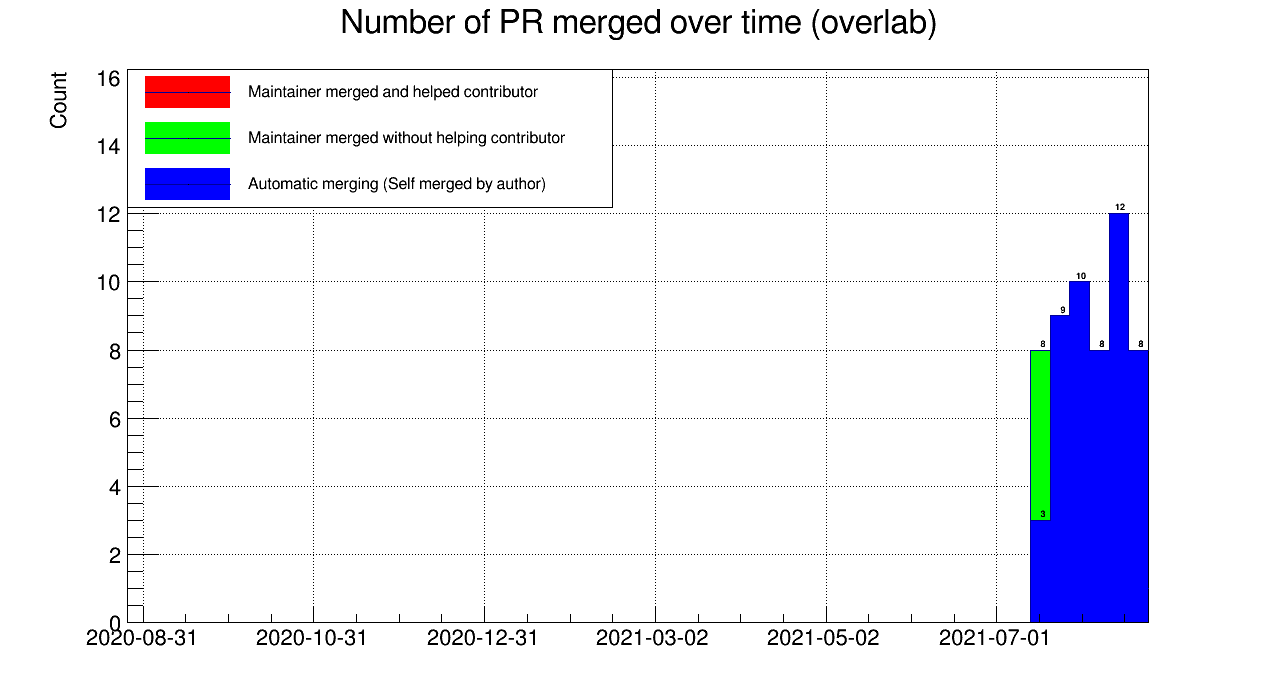 Number of PR merged over time (overlab)
Count
Maintainer merged and helped contributor
Maintainer merged without helping contributor
Automatic merging (Self merged by author)
16
14
12
10
8
6
4
2
0
8
3
9
10
8
12
8
2020-08-31 2020-10-31 2020-12-31 2021-03-02 2021-05-02 2021-07-01